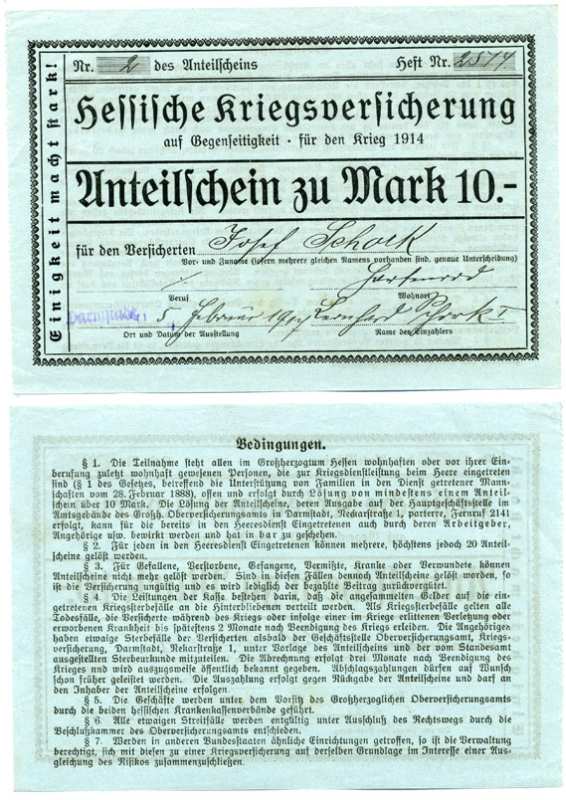 Einigkeit macht stark!
Nr. 2 des Anteilscheins Heft Nr. 2517
Hessische Kriegsversicherung
auf Gegenseitigkeit - für den Krieg 1914
Anteilschein zu Mark 10.-
für den Versicherten Josef Schork
Vor- und Zuname (sofern mehrere gleichen Namens vorhanden sind, genaue Unterscheidung)
Hartenrod
Beruf Wohnort
Darmstadt, 5 Februar Leonhard Schork I
Ort und Datum der Ausstellung Name des Einzahlers
Bedingungen.
§ 1. Die Teilnahme steht allen im Großherzogtum Hessen wohnhaften oder vor ihrer Ein-
berufung zuletzt wohnhaft gewesenen Personen, die zur Kriegsdienstleistung beim Heere eingetreten
sind (§ 1 des Gesetzes, betreffend die Unterstützung von Familien in den Dienst getretener Mann-
schaften vom 28. Februar 1888), offen und erfolgt durch Lösung von mindestens einem Anteil-
schein über 10 Mark. Die Lösung der Anteilscheine, deren Ausgabe auf der Hauptgeschäftstelle im
Amtsgebäude des Großh. Oberversicherungsamts in Darmstadt, Neckarstraße 1, parterre, Fernruf 2141
erfolgt, kann für die bereits in den Heeresdienst Eingetretenen auch durch deren Arbeitgeber,
Angehörige usw. bewirkt werden und hat in bar zu geschehen.
§ 2. Für jeden in den Heeresdienst Eingetretenen können mehrere, höchstens jedoch 20 Anteil-
scheine gelöst werden.
§ 3. Für Gefallene, Verstorbene, Gefangene, Vermißte, Kranke oder Verwundete können
Anteilscheine nicht mehr gelöst werden. Sind in diesen Fällen dennoch Anteilscheine gelöst worden, so
ist die Versicherung ungültig und es wird lediglich der bezahlte Beitrag zurückvergütet.
§ 4 Die Leistungen der Kasse bestehen darin, daß die angesammelten Gelder auf die ein-
getretenen Kriegssterbefälle an die Hinterbliebenen verteilt werden. Als Kriegssterbefälle gelten alle
Todesfälle, die Versicherte während des Kriegs oder infolge einer im Kriege erlittenen Verletzung oder
erworbenen Krankheit bis spätestens 2 Monate nach Beendigung des Kriegs erleiden. Die Angehörigen
haben etwaige Sterbefälle der Versicherten alsbald der Geschäftsstelle Oberversicherungsamt, Kriegs-
versicherung, Darmstadt, Nekarstraße 1, unter Vorlage des Anteilscheins und der vom Standesamt
ausgestellten Sterbeurkunde mitzuteilen. Die Abrechnung erfolgt drei Monate nach Beendigung des
Krieges und wird auszugsweise öffentlich bekannt gegeben. Abschlagszahlungen dürfen auf Wunsch
schon früher geleistet werden. Die Auszahlung erfolgt gegen Rückgabe der Anteilscheine und darf an
den Inhaber der Anteilscheine erfolgen
§ 5. Die Geschäfte werden unter dem Vorsitz des Großherzoglichen Oberversicherungsamts
durch die beiden hessischen Krankenkassenverbände geführt.
§ 6. Alle etwaigen Streitfälle werden entgültig unter Ausschluß des Rechtswegs durch die
Beschlußkammer des Oberversicherungsamts entschieden.
§ 7. Werden in anderen Bundesstaaten ähnliche Einrichtungen getroffen, so ist die Verwaltung
berechtigt, sich mit diesen zu einer Kriegsversicherung auf derselben Grundlage im Interesse einer Aus-
gleichung des Risikos zusammenzuschließen.